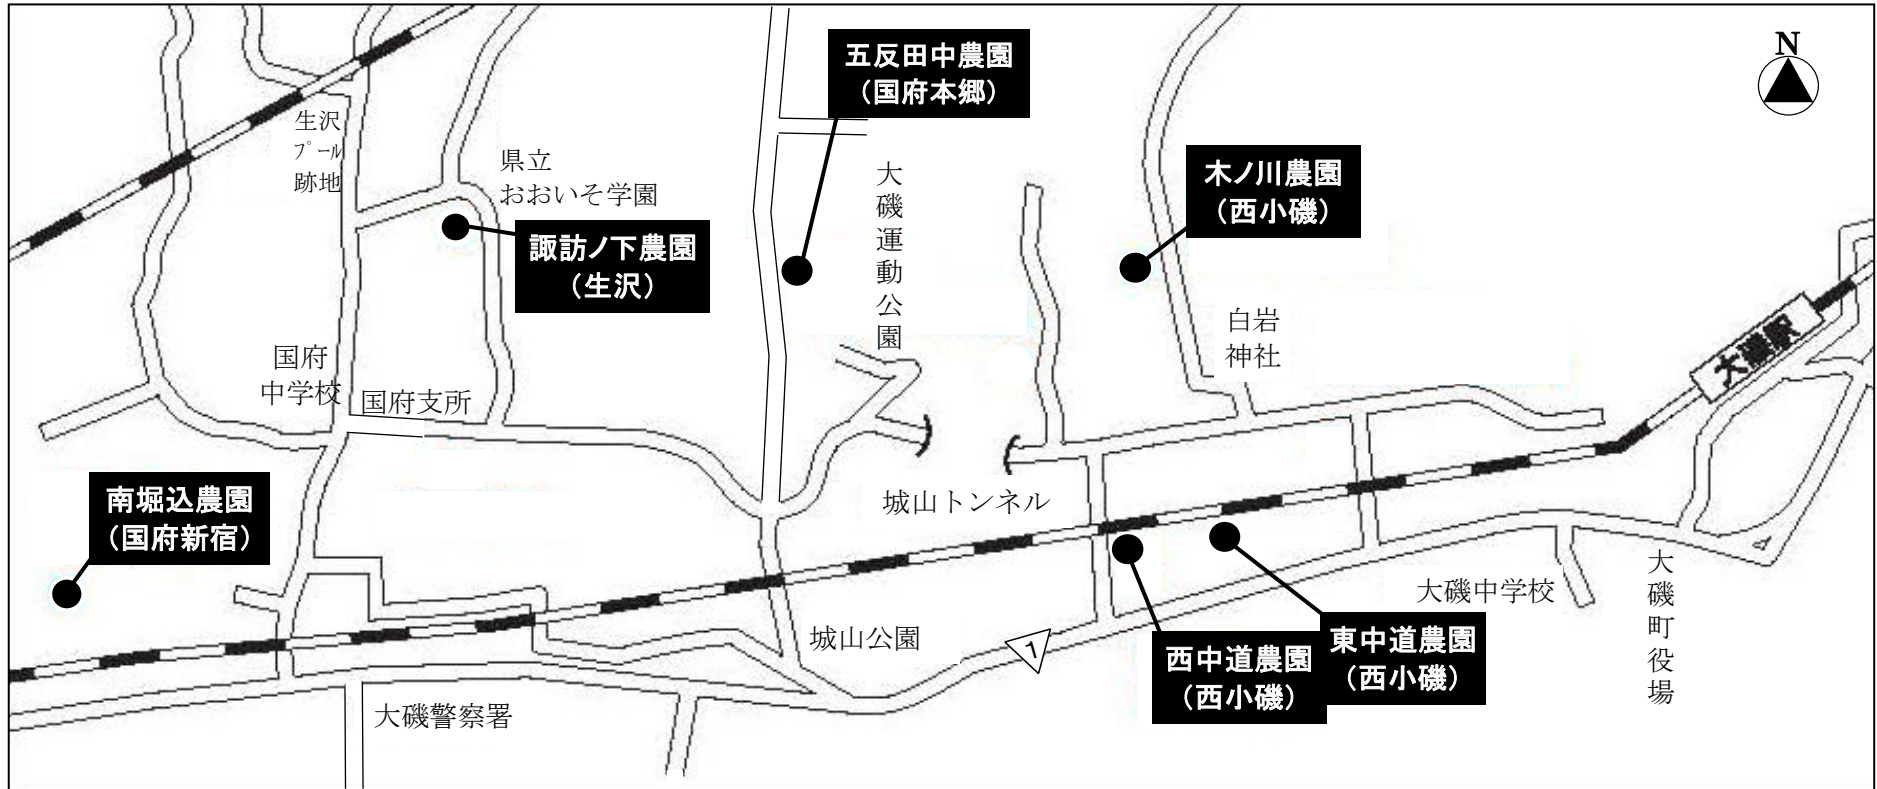 五反田中農園
（国府本郷）
N
生沢
プール
跡地
県立
おおいそ学園
大磯運動公園
木ノ川農園
（西小磯）
諏訪ノ下農園
（生沢）
白岩
神社
大磯駅
国府
中学校
国府支所
南堀込農園
（国府新宿）
城山トンネル
大磯中学校
大磯町役場
城山公園
1
西中道農園
（西小磯）
東中道農園
（西小磯）
大磯警察署